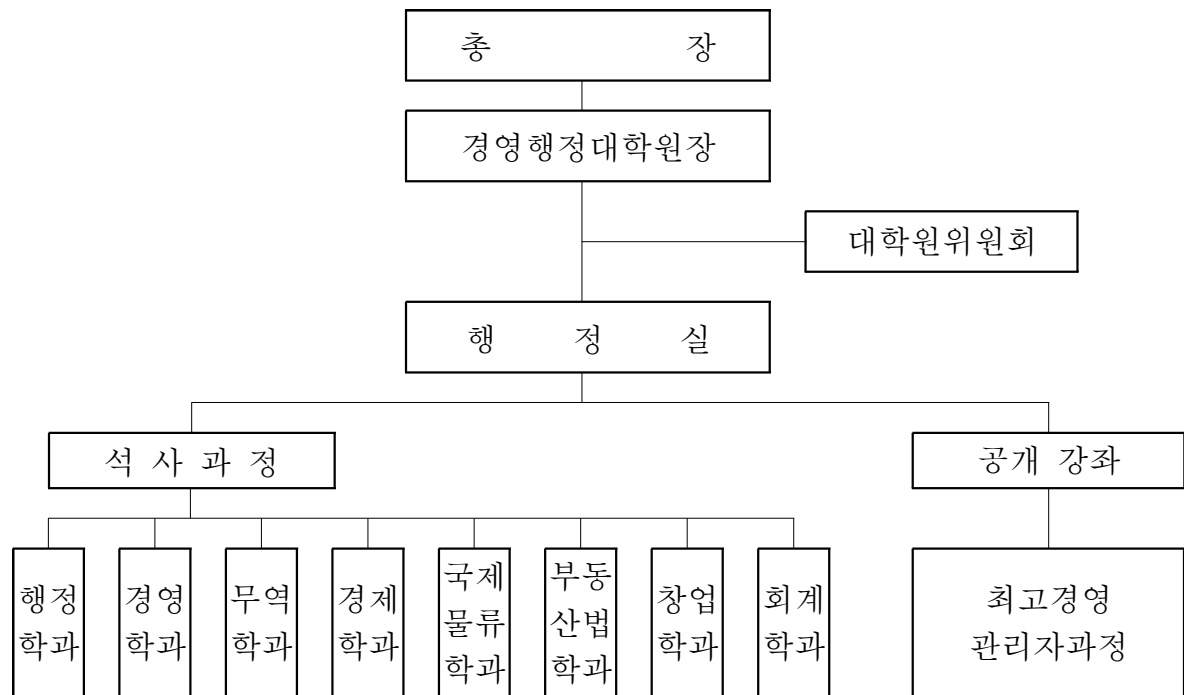 총 장
경영행정대학원장
대학원위원회
행 정 실
석 사 과 정
공개 강좌
행정
학과
경영
학과
무역
학과
경제
학과
국제
물류
학과
부동
산법
학과
창업
학과
회계
학과
최고경영
관리자과정